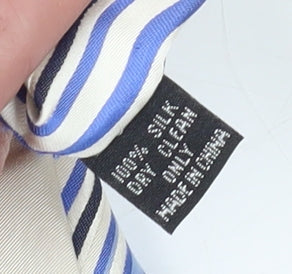 100% SILK
DRY CLEAN
ONLY
MADE IN CHINA